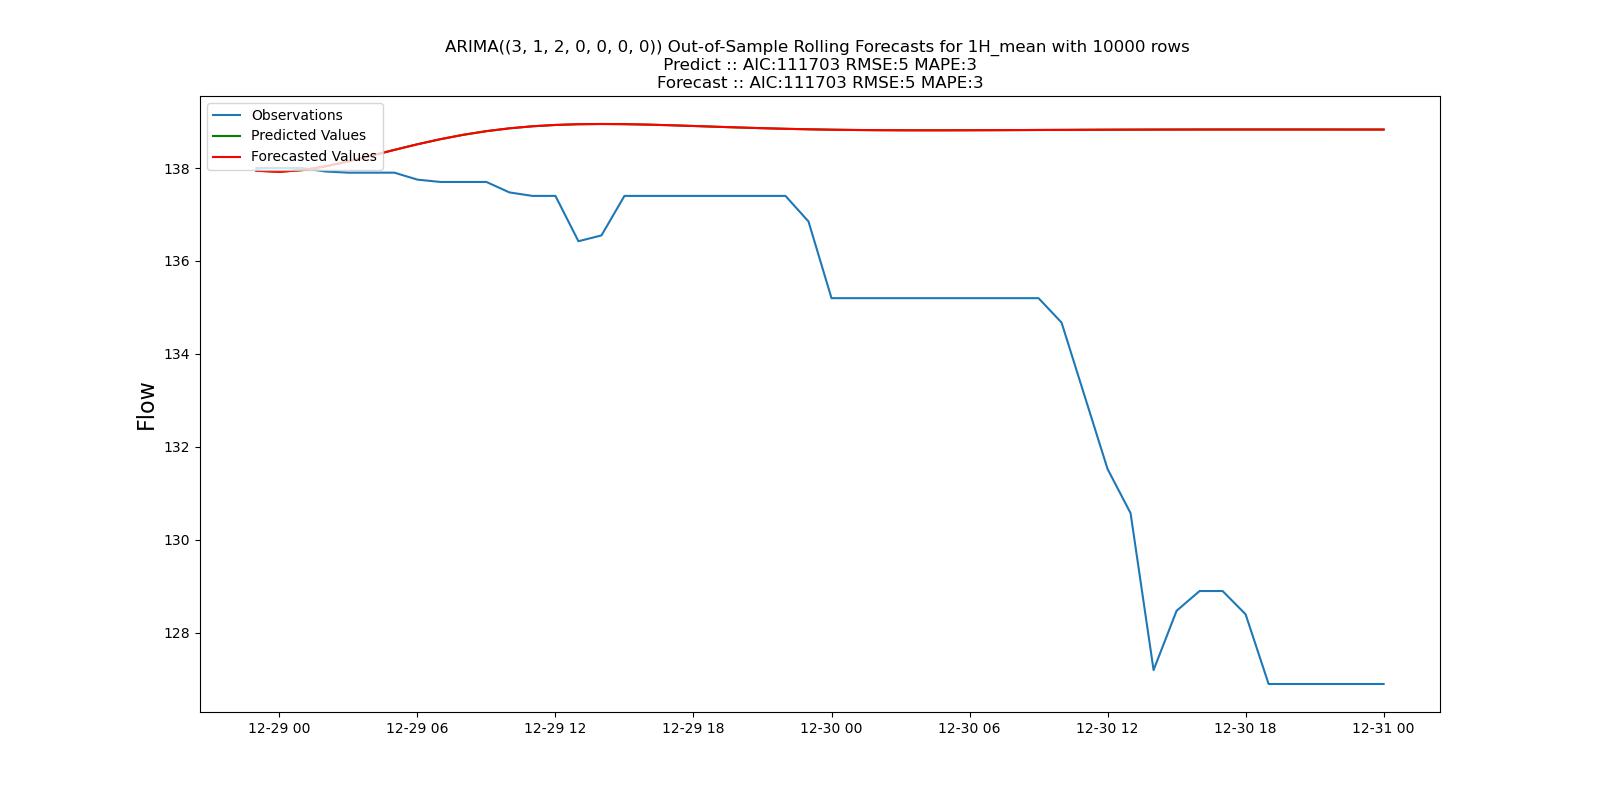 ARIMA((3, 1, 2, 0, 0, 0, 0)) Out-of-Sample Rolling Forecasts for 1H_mean with 10000 rows
Predict :: AIC:111703 RMSE:5 MAPE:3
Forecast :: AIC:111703 RMSE:5 MAPE:3
Observations
Predicted Values
Forecasted Values
138
136
134
132
130
128
Flow
12-29 00
12-29 06
12-29 12
12-29 18
12-30 00
12-30 06
12-30 12
12-30 18
12-31 00